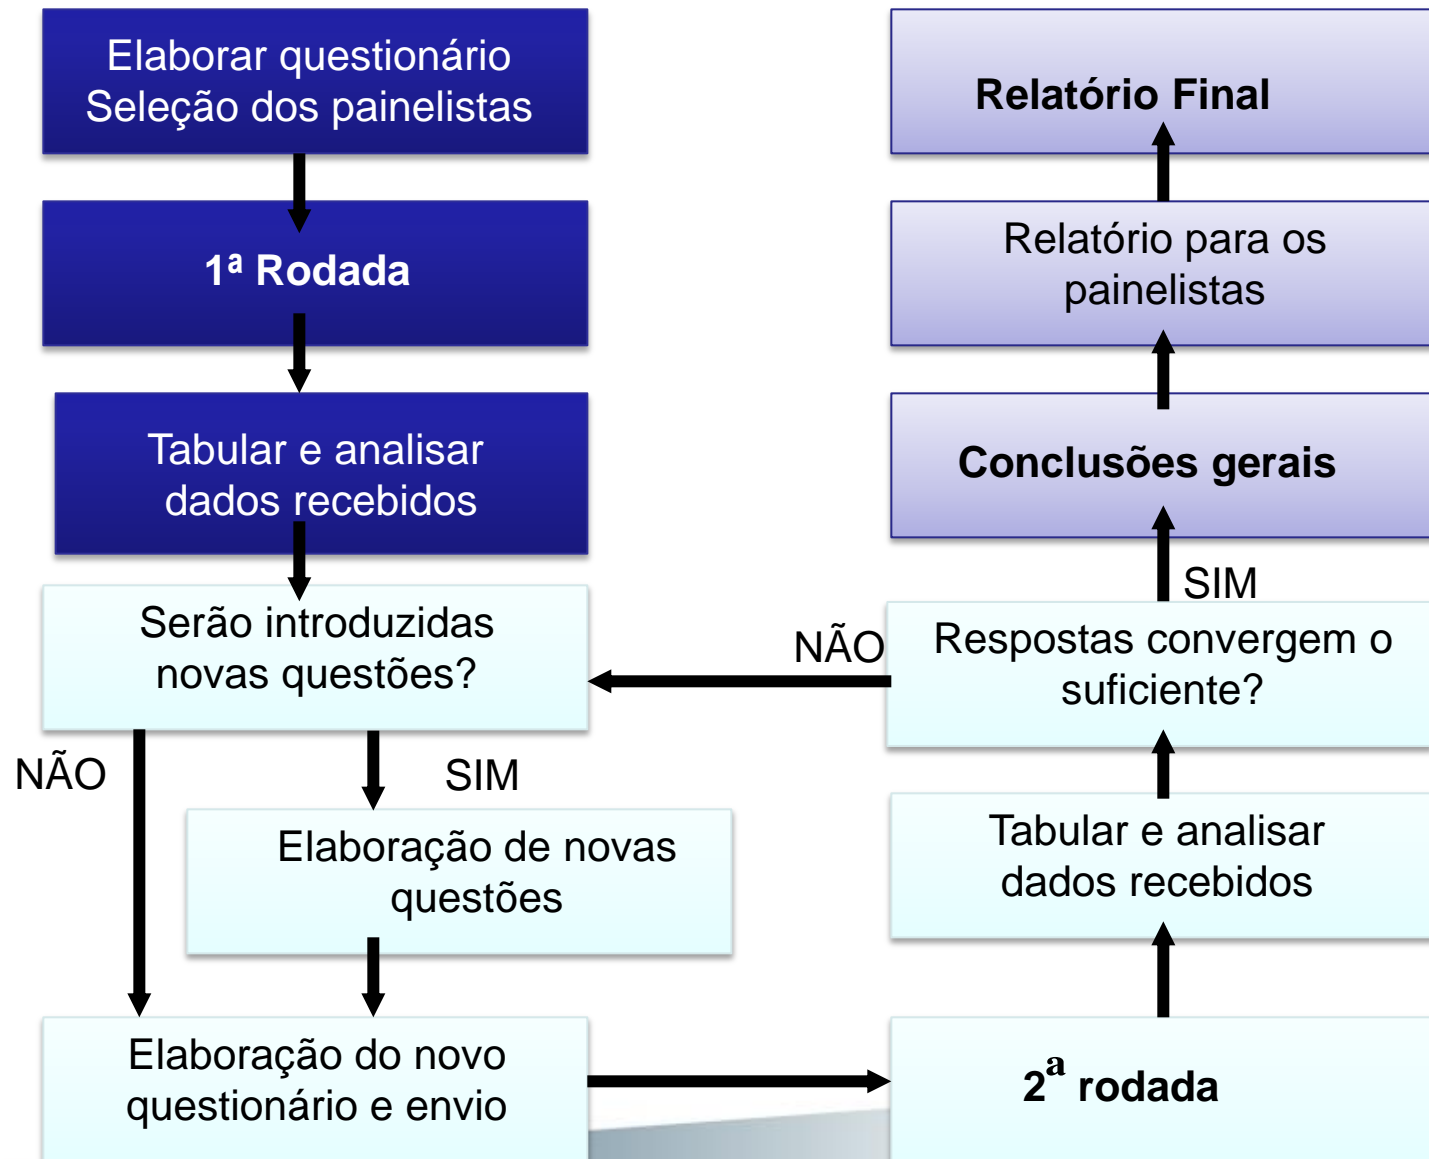 Elaborar questionário
Seleção dos painelistas
1ª Rodada
Tabular e analisar
dados recebidos
Serão introduzidas
novas questões?
NÃO
SIM
Elaboração de novas
questões
Elaboração do novo
questionário e envio
2ª rodada
Tabular e analisar
dados recebidos
Respostas convergem o
suficiente?
NÃO
SIM
Conclusões gerais
Relatório para os
painelistas
Relatório Final